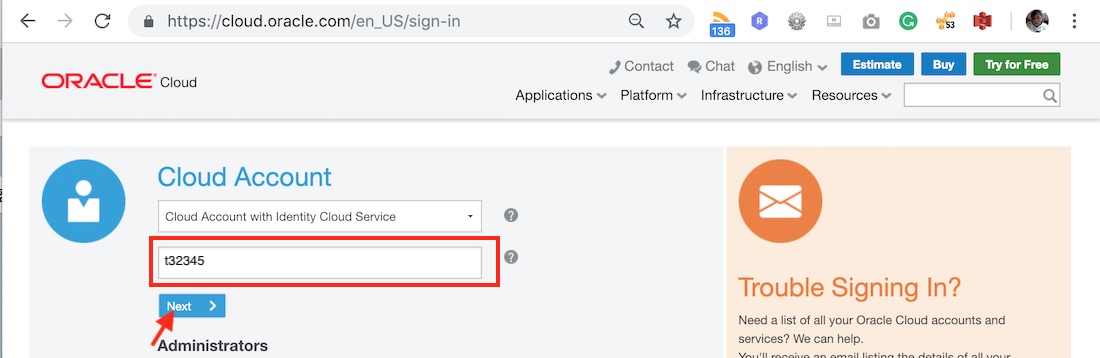 https://cloud.oracle.com/en_US/sign-in
136
R
G
S3
ORACLE Cloud
Contact Chat English Estimate Buy Try for Free
Applications Platform Infrastructure Resources
Cloud Account
Cloud Account with Identity Cloud Service
?
t32345
?
Next
Administrators
Trouble Signing In?
Need a list of all your Oracle Cloud accounts and
services? We can help.
You'll receive an email listing the details of all your